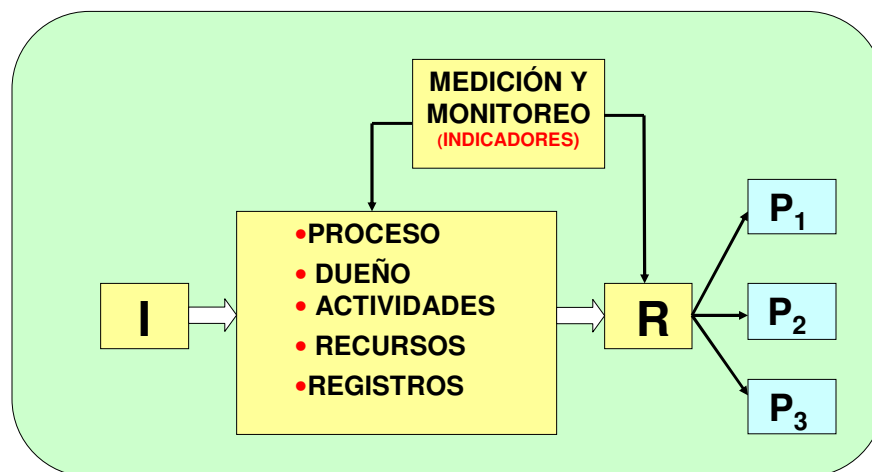 MEDICIÓN Y
MONITOREO
(INDICADORES)
•PROCESO
• DUEÑO
• ACTIVIDADES
• RECURSOS
•REGISTROS
I
R
P1
P2
P3